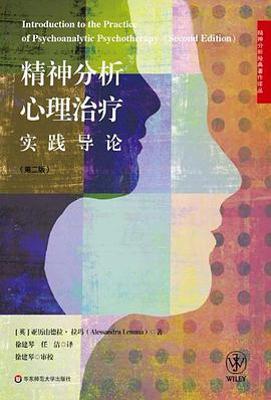 Introduction to the Practice
of Psychoanalytic Psychotherapy (Second Edition)
精神分析经典著作译丛
精神分析
心理治疗
实践导论
（第二版）
［英］亚历山德拉·拉玛（Alessandra Lemma）著
徐建琴 任洁 译
徐建琴 审校
华东师范大学出版社
WILEY